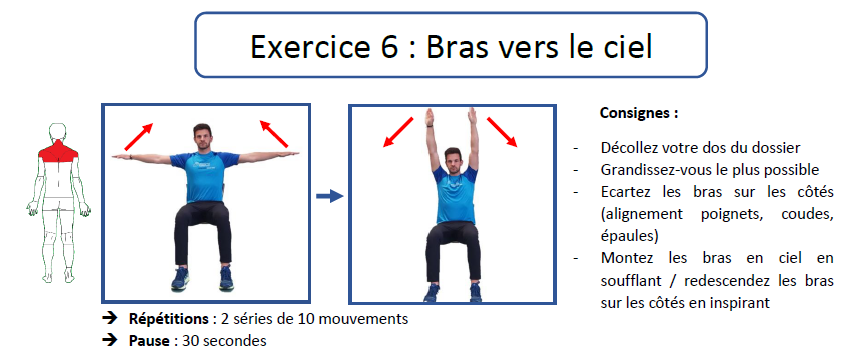 Exercice 6 : Bras vers le ciel
Consignes :
- Décollez votre dos du dossier
- Grandissez-vous le plus possible
- Ecartez les bras sur les côtés
(alignement poignets, coudes,
épaules)
- Montez les bras en ciel en
soufflant / redescendez les bras
sur les côtés en inspirant
➔ Répétitions : 2 séries de 10 mouvements
➔ Pause : 30 secondes